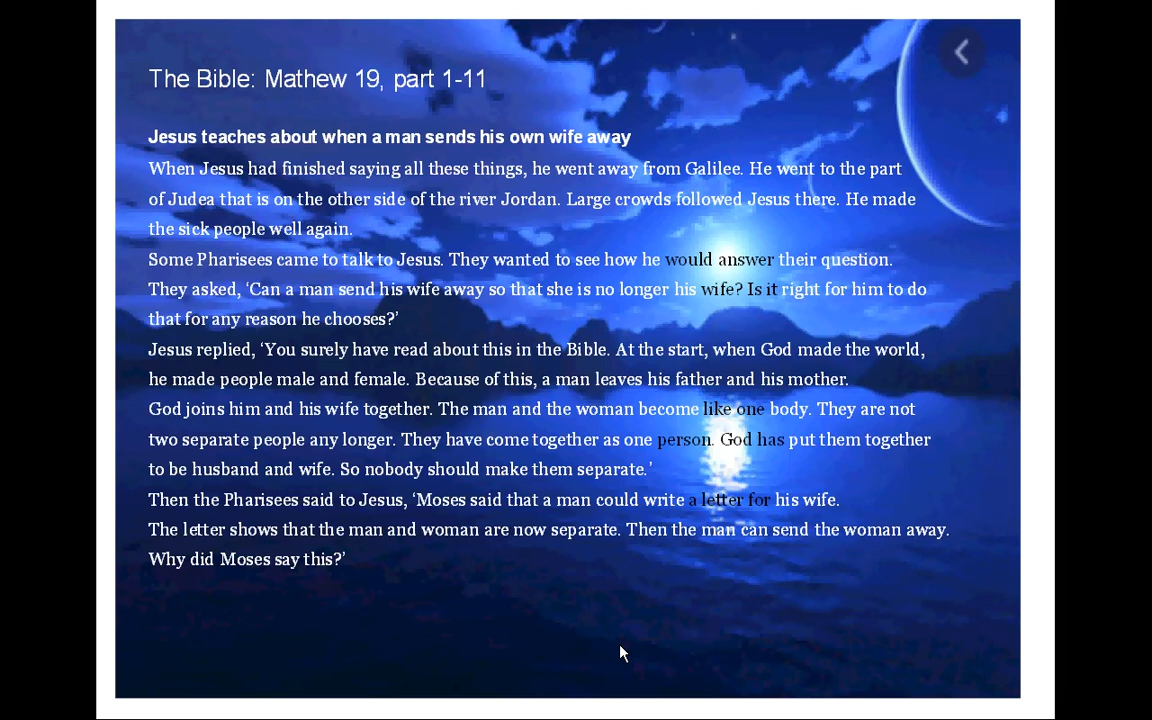 The Bible: Mathew 19, part 1-11
Jesus teaches about when a man sends his own wife away
When Jesus had finished saying all these things, he went away from Galilee. He went to the part
of Judea that is on the other side of the river Jordan. Large crowds followed Jesus there. He made
the sick people well again.
Some Pharisees came to talk to Jesus. They wanted to see how he would answer their question.
They asked, ‘Can a man send his wife away so that she is no longer his wife? Is it right for him to do
that for any reason he chooses?’
Jesus replied, ‘You surely have read about this in the Bible. At the start, when God made the world,
he made people male and female. Because of this, a man leaves his father and his mother.
God joins him and his wife together. The man and the woman become like one body. They are not
two separate people any longer. They have come together as one person. God has put them together
to be husband and wife. So nobody should make them separate.’
Then the Pharisees said to Jesus, ‘Moses said that a man could write a letter for his wife.
The letter shows that the man and woman are now separate. Then the man can send the woman away.
Why did Moses say this?’